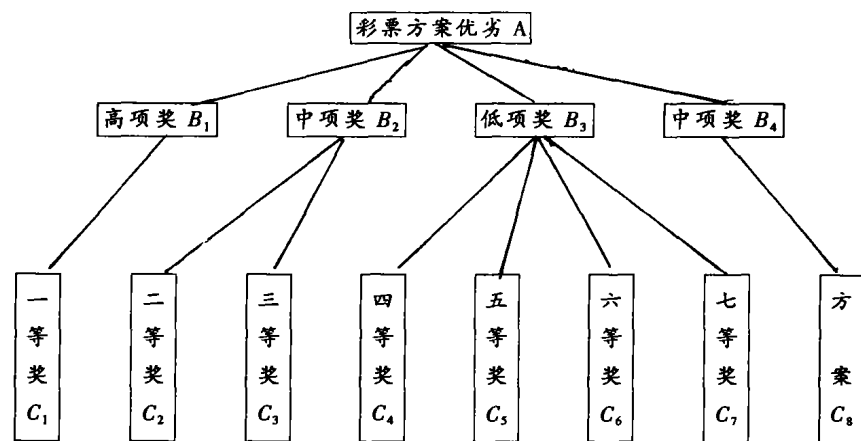 彩票方案优劣 A
高项奖 B₁
中项奖 B₂
低项奖 B₃
中项奖 B₄
一等奖 C₁
二等奖 C₂
三等奖 C₃
四等奖 C₄
五等奖 C₅
六等奖 C₆
七等奖 C₇
方案 C₈